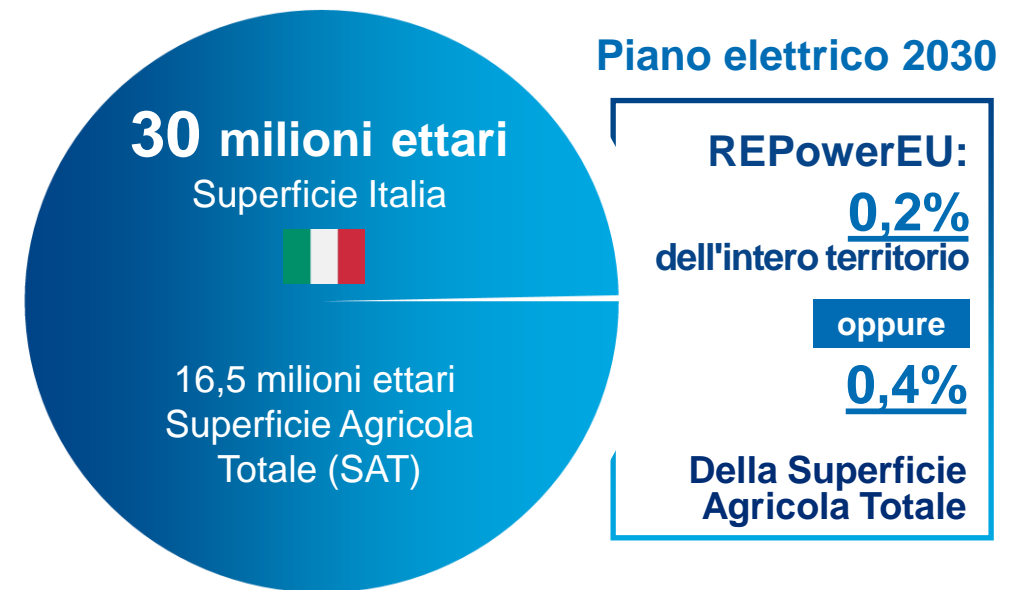 30 milioni ettari
Superficie Italia
16,5 milioni ettari
Superficie Agricola
Totale (SAT)
Piano elettrico 2030
REPowerEU:
0,2%
dell'intero territorio
oppure
0,4%
Della Superficie
Agricola Totale